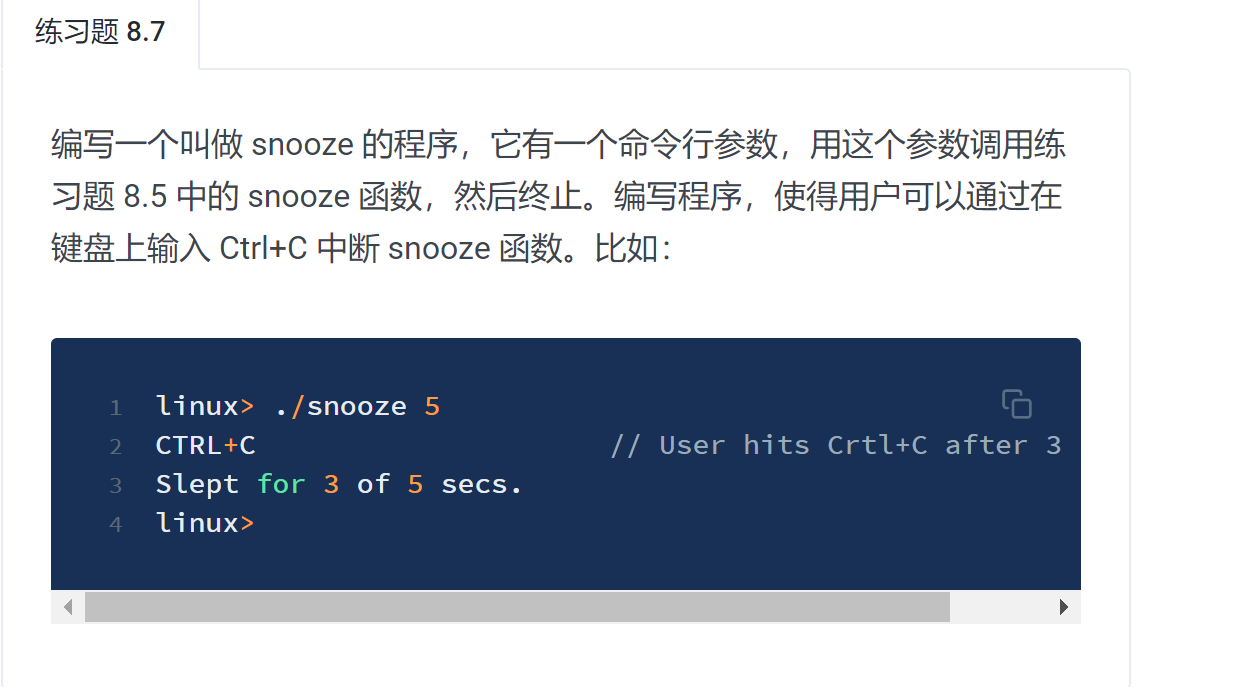 练习题 8.7
编写一个叫做 snooze 的程序，它有一个命令行参数，用这个参数调用练
习题 8.5 中的 snooze 函数，然后终止。编写程序，使得用户可以通过在
键盘上输入 Ctrl+C 中断 snooze 函数。比如：
1 linux> ./snooze 5
2 CTRL+C // User hits Crtl+C after 3
3 Slept for 3 of 5 secs.
4 linux>